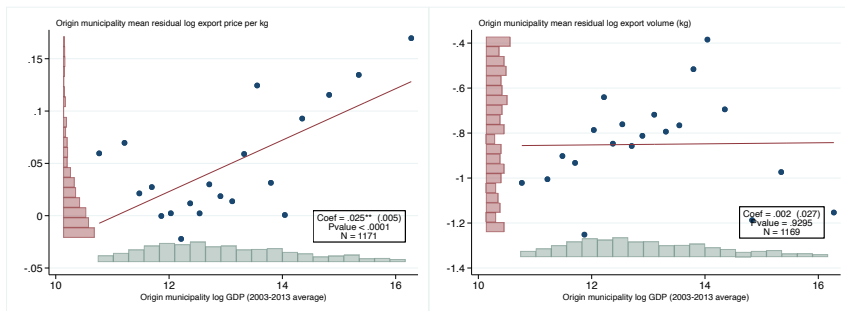 Origin municipality mean residual log export price per kg
.15
.1
.05
0
-.05
Coef = .025** (.005)
Pvalue < .0001
N = 1171
10 12 14 16
Origin municipality log GDP (2003-2013 average)
Origin municipality mean residual log export volume (kg)
-.4
-.6
-.8
-1
-1.2
-1.4
Coef = .002 (.027)
Pvalue = .9295
N = 1169
10 12 14 16
Origin municipality log GDP (2003-2013 average)